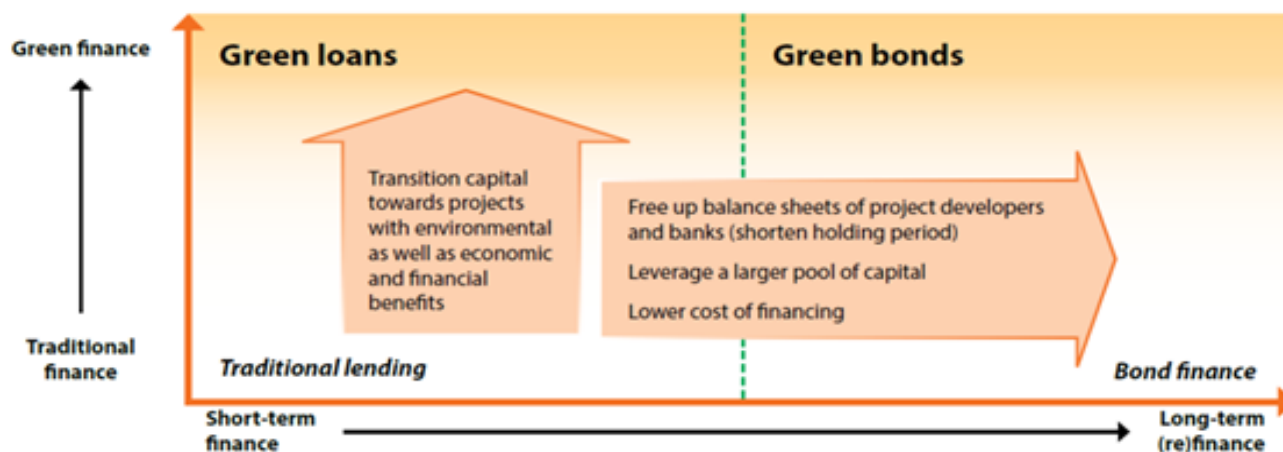 Green finance
Traditional
finance
Green loans
Green bonds
Transition capital
towards projects
with environmental
as well as economic
and financial
benefits
Free up balance sheets of project developers
and banks (shorten holding period)
Leverage a larger pool of capital
Lower cost of financing
Traditional lending
Bond finance
Short-term
finance
Long-term
(re)finance